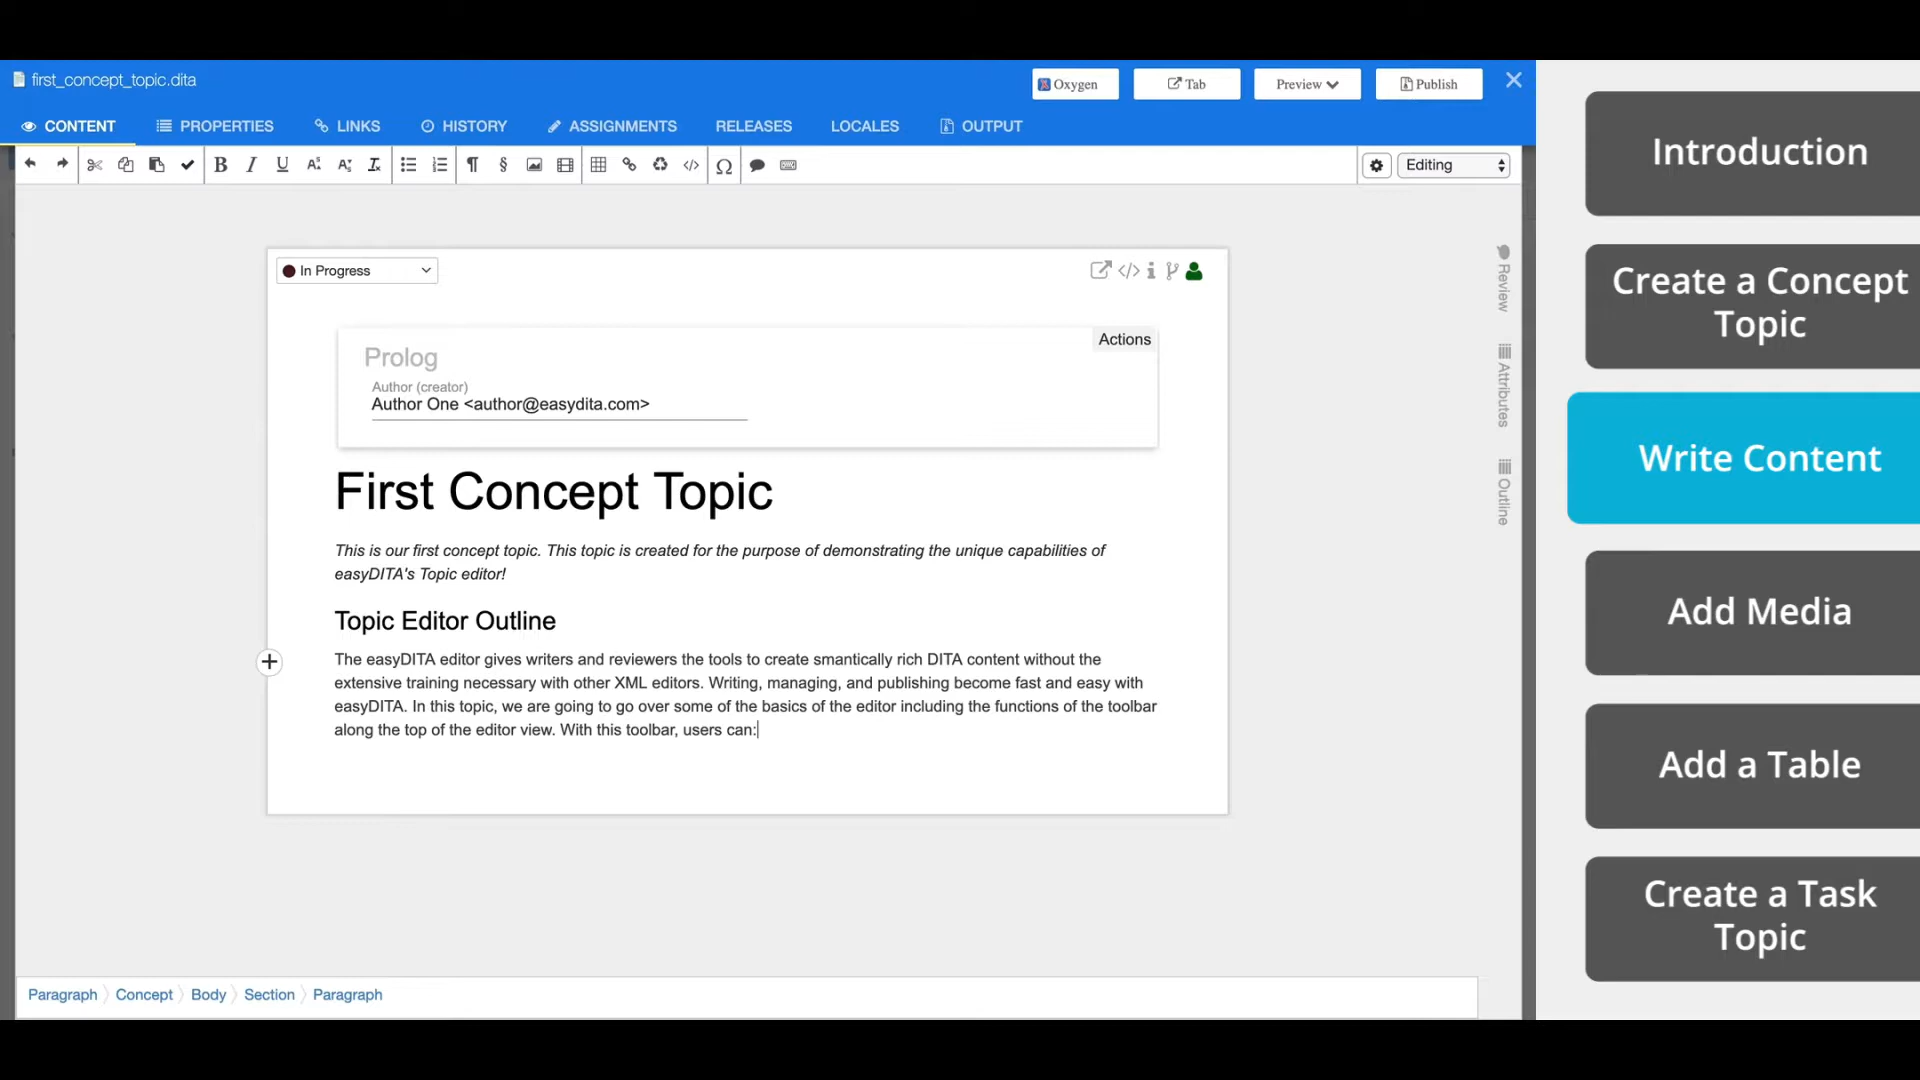 first_concept_topic.dita
Oxygen
Tab
Preview
Publish
CONTENT
PROPERTIES
LINKS
HISTORY
ASSIGNMENTS
RELEASES
LOCALES
OUTPUT
Editing
In Progress
Actions
Prolog
Author (creator)
Author One <author@easydita.com>
First Concept Topic
This is our first concept topic. This topic is created for the purpose of demonstrating the unique capabilities of
easyDITA's Topic editor!
Topic Editor Outline
The easyDITA editor gives writers and reviewers the tools to create smantically rich DITA content without the
extensive training necessary with other XML editors. Writing, managing, and publishing become fast and easy with
easyDITA. In this topic, we are going to go over some of the basics of the editor including the functions of the toolbar
along the top of the editor view. With this toolbar, users can:
Review
Attributes
Outline
Paragraph
Concept
Body
Section
Paragraph
Introduction
Create a Concept
Topic
Write Content
Add Media
Add a Table
Create a Task
Topic